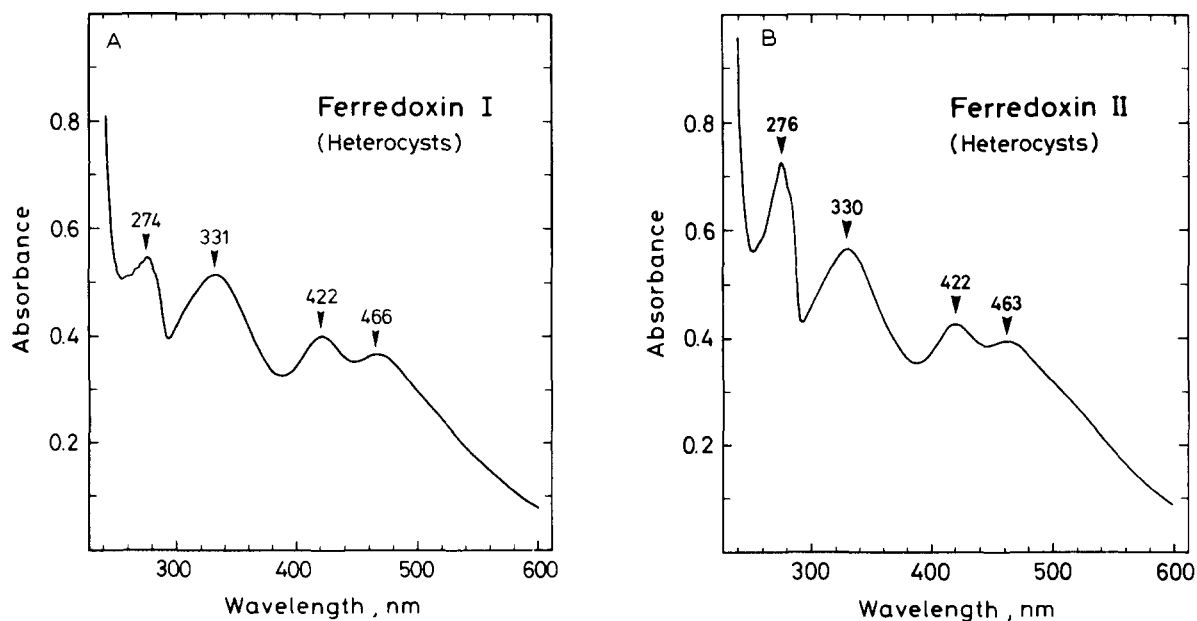 A
Ferredoxin I
(Heterocysts)
274
331
422
466
0.8
0.6
0.4
0.2
Absorbance
300
400
500
600
Wavelength, nm
B
Ferredoxin II
(Heterocysts)
276
330
422
463
0.8
0.6
0.4
0.2
Absorbance
300
400
500
600
Wavelength, nm